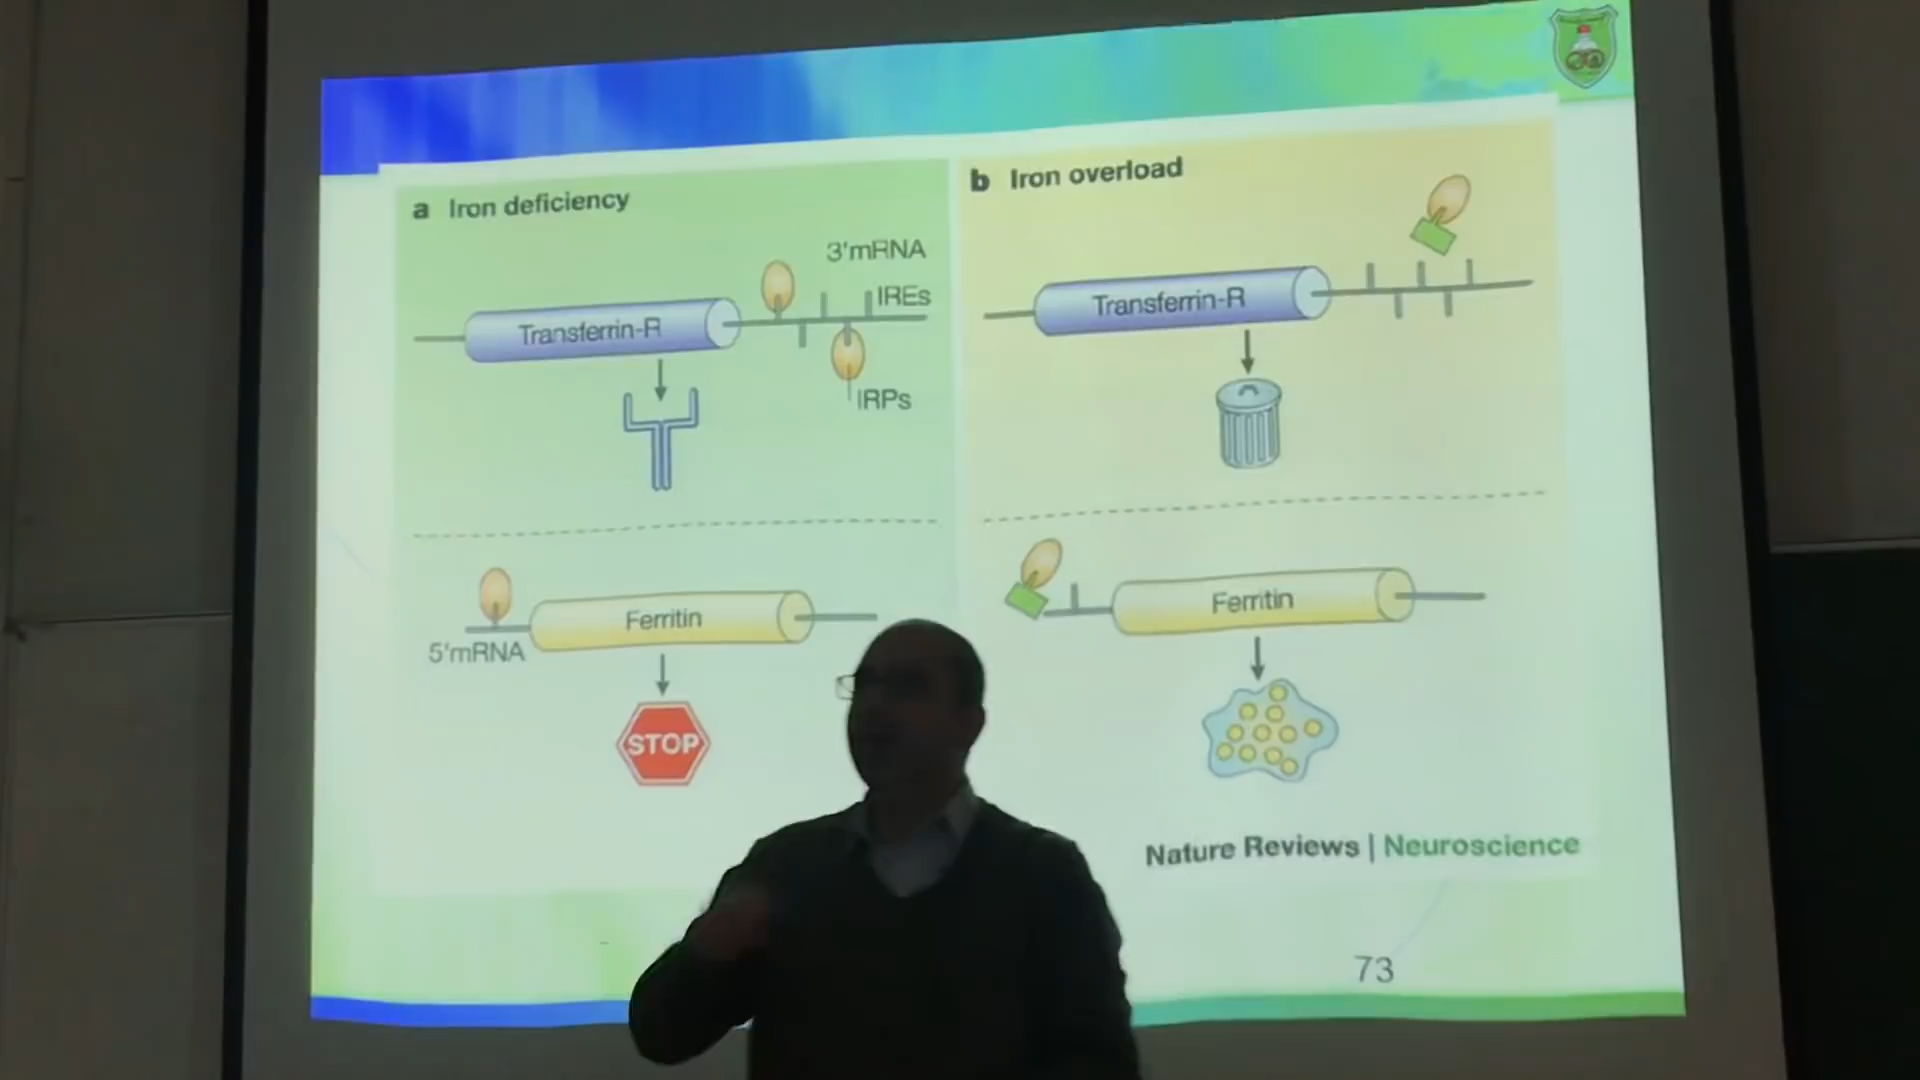 a Iron deficiency
3'mRNA
IREs
Transferrin-R
IRPs
5'mRNA
Ferritin
STOP
b Iron overload
Transferrin-R
Ferritin
Nature Reviews | Neuroscience
73